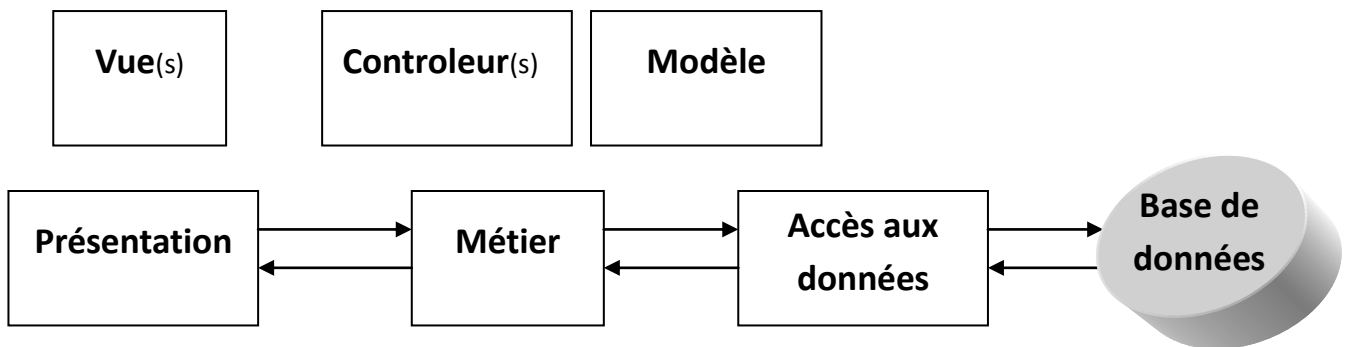 Vue(s)
Controleur(s)
Modèle
Présentation
Métier
Accès aux
données
Base de
données